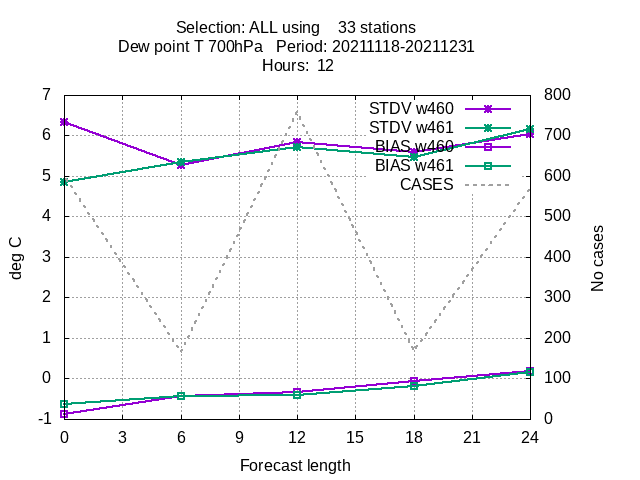 Selection: ALL using    33 stations
Dew point T 700hPa   Period: 20211118-20211231
Hours: 12
7
6
5
4
3
2
1
0
-1
800
700
600
500
400
300
200
100
0
deg C
No cases
STDV w460
STDV w461
BIAS w460
BIAS w461
CASES
0 3 6 9 12 15 18 21 24
Forecast length